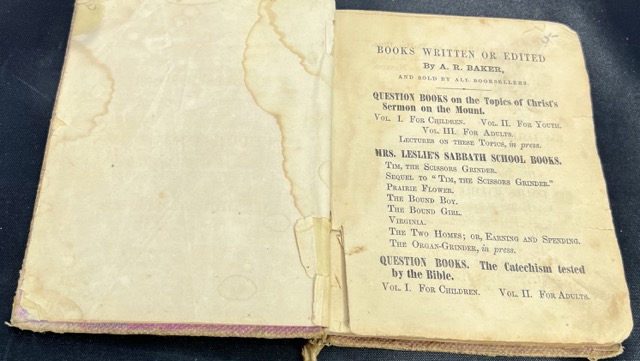 BOOKS WRITTEN OR EDITED
By A. R. BAKER,
AND SOLD BY ALL BOOKSELLERS.
QUESTION BOOKS on the Topics of Christ's
Sermon on the Mount.
Vol. I. For Children. Vol. II. For Youth.
Vol. III. For Adults.
Lectures on these Topics, in press.
MRS. LESLIE'S SABBATH SCHOOL BOOKS.
Tim, the Scissors Grinder.
Sequel to "Tim, the Scissors Grinder."
Prairie Flower.
The Bound Boy.
The Bound Girl.
Virginia.
The Two Homes; or, Earning and Spending.
The Organ-Grinder, in press.
QUESTION BOOKS. The Catechism tested
by the Bible.
Vol. I. For Children. Vol. II. For Adults.